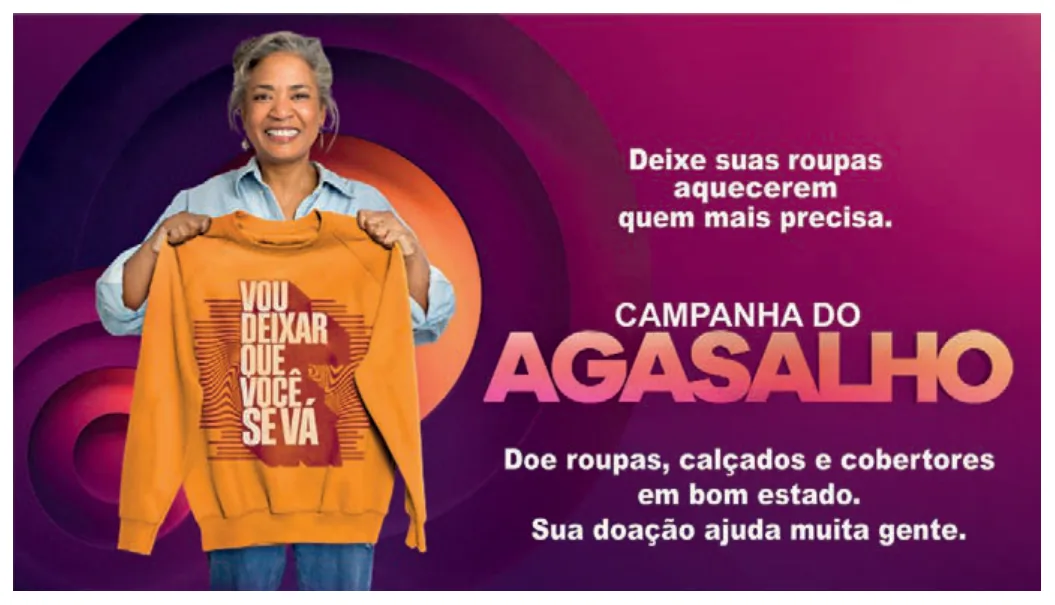 Deixe suas roupas
aquecerem
quem mais precisa.
VOU
DEIXAR
QUE
VOCÊ
SE VÁ
CAMPANHA DO
AGASALHO
Doe roupas, calçados e cobertores
em bom estado.
Sua doação ajuda muita gente.